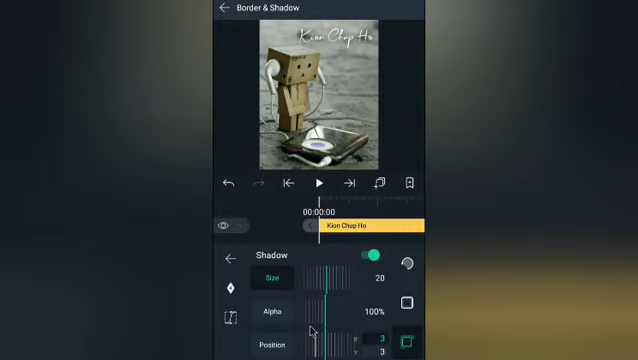 Border & Shadow
Kion Chup Ho
00:00:00
Kion Chup Ho
Shadow
Size 20
Alpha 100%
Position X: 3
Y: 3